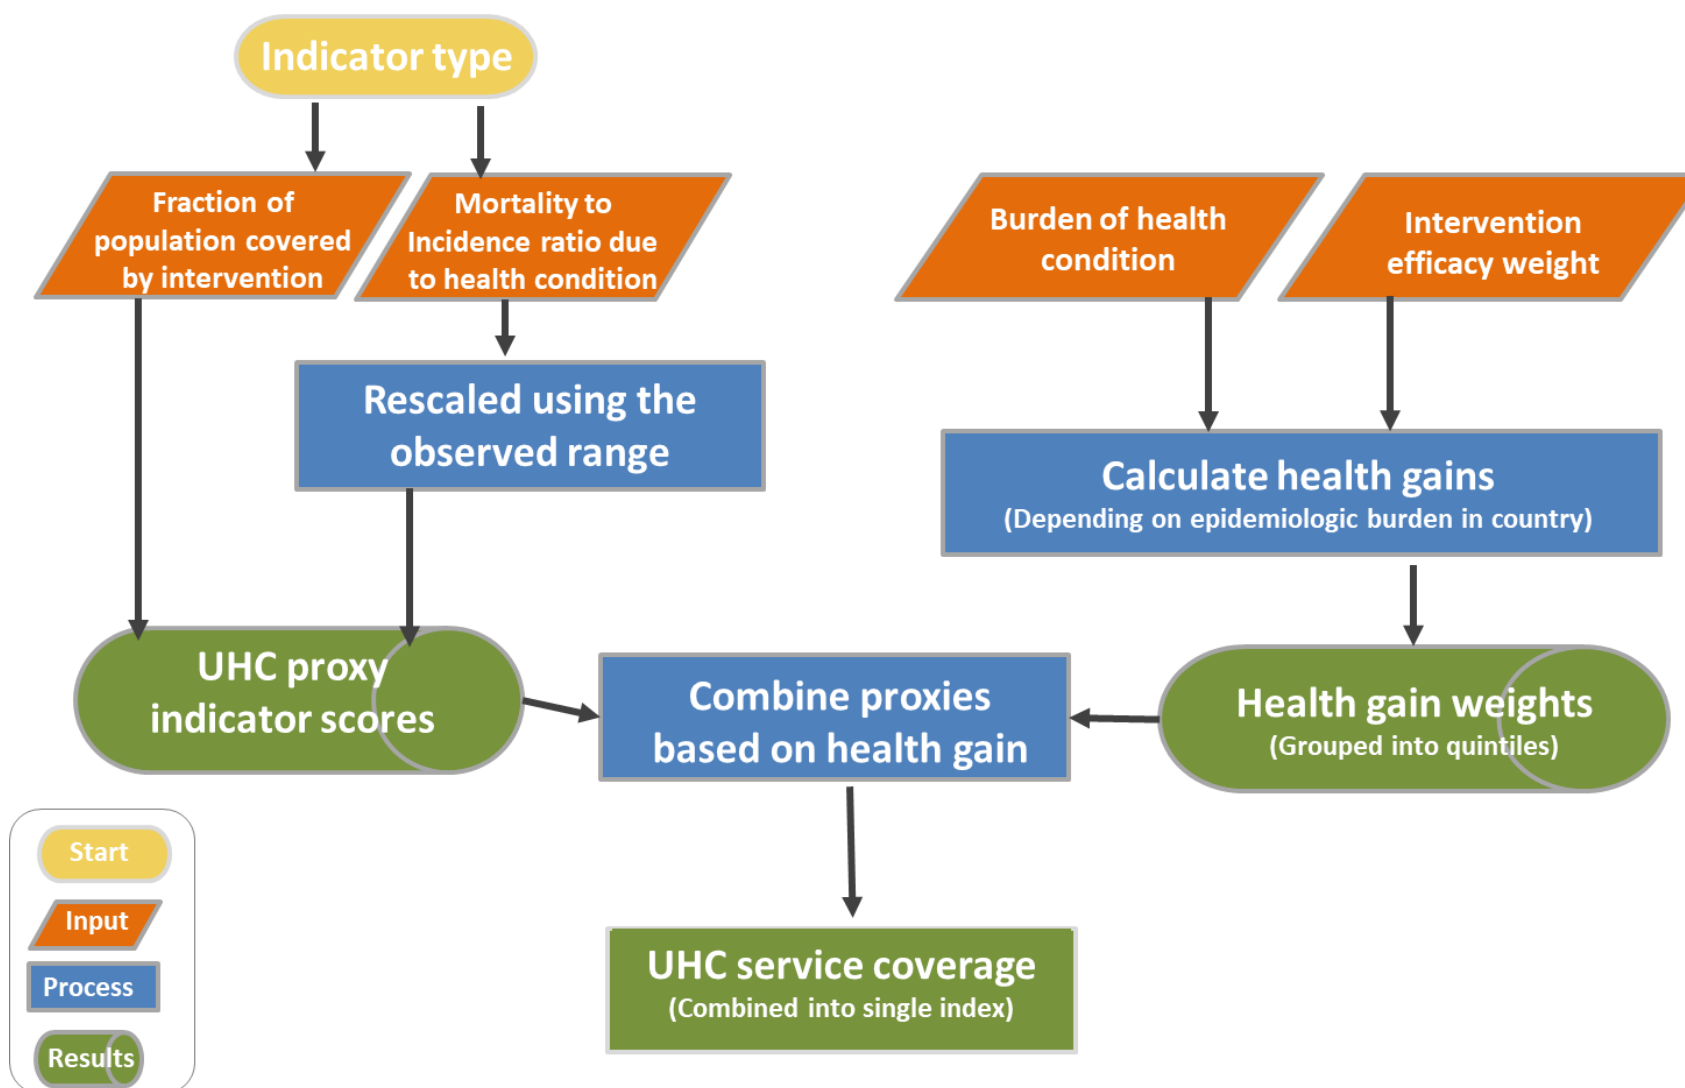 Indicator type
Fraction of
population covered
by intervention
Mortality to
Incidence ratio due
to health condition
Burden of health
condition
Intervention
efficacy weight
Rescaled using the
observed range
Calculate health gains
(Depending on epidemiologic burden in country)
UHC proxy
indicator scores
Combine proxies
based on health gain
Health gain weights
(Grouped into quintiles)
UHC service coverage
(Combined into single index)
Start
Input
Process
Results